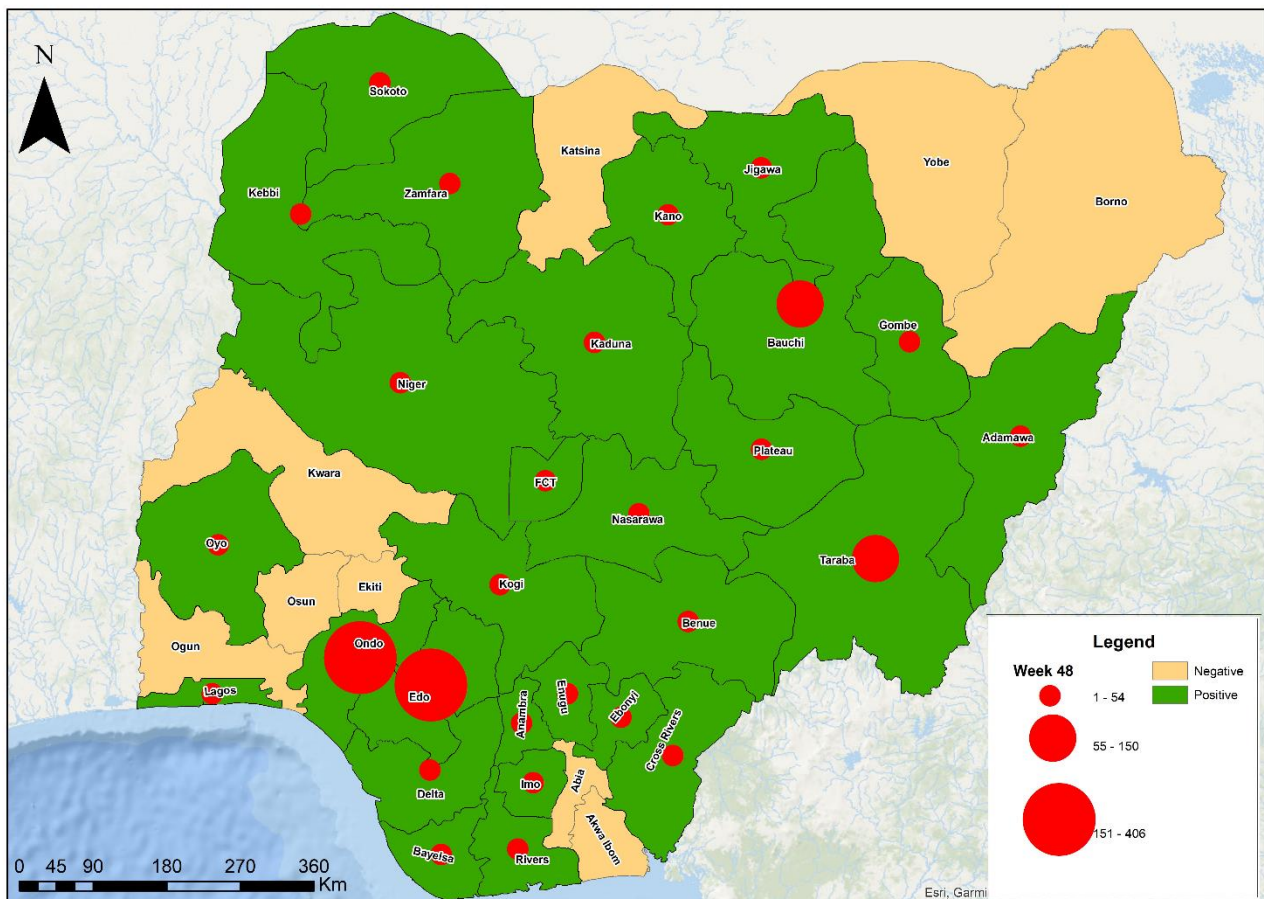 N
Sokoto
Katsina
Yobe
Jigawa
Kebbi
Zamfara
Borno
Kano
Gombe
Kaduna
Bauchi
Niger
Adamawa
Plateau
Kwara
FCT
Nasarawa
Oyo
Taraba
Kogi
Ekiti
Osun
Benue
Ondo
Ogun
Lagos
Edo
Anambra
Enugu
Ebonyi
Cross Rivers
Imo
Abia
Delta
Akwa Ibom
Bayelsa
Rivers
Legend
Week 48
Negative
1 - 54
Positive
55 - 150
151 - 406
0 45 90 180 270 360
Km
Esri, Garmi